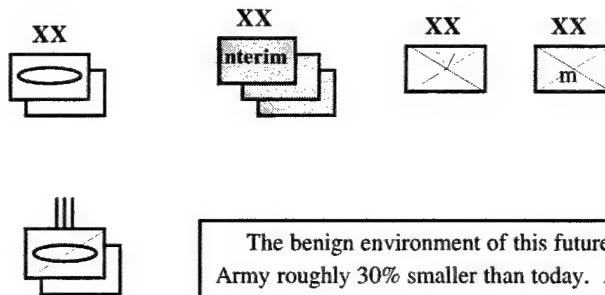 XX XX XX XX
nterim
m
The benign environment of this future
Army roughly 30% smaller than today.